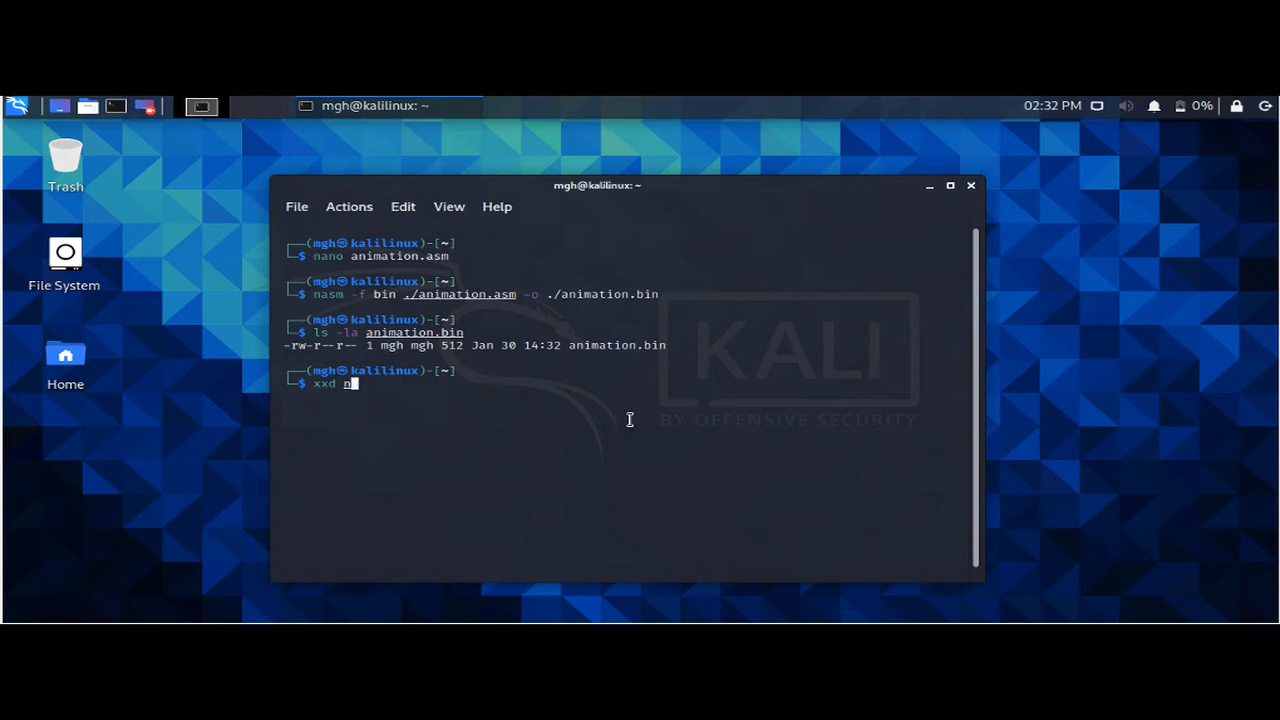 mgh@kalilinux: ~
02:32 PM
0%
Trash
File System
Home
mgh@kalilinux: ~
File Actions Edit View Help
┌──(mgh㉿kalilinux)-[~]
└─$ nano animation.asm
┌──(mgh㉿kalilinux)-[~]
└─$ nasm -f bin ./animation.asm -o ./animation.bin
┌──(mgh㉿kalilinux)-[~]
└─$ ls -la animation.bin
-rw-r--r-- 1 mgh mgh 512 Jan 30 14:32 animation.bin
┌──(mgh㉿kalilinux)-[~]
└─$ xxd n
KALI
BY OFFENSIVE SECURITY